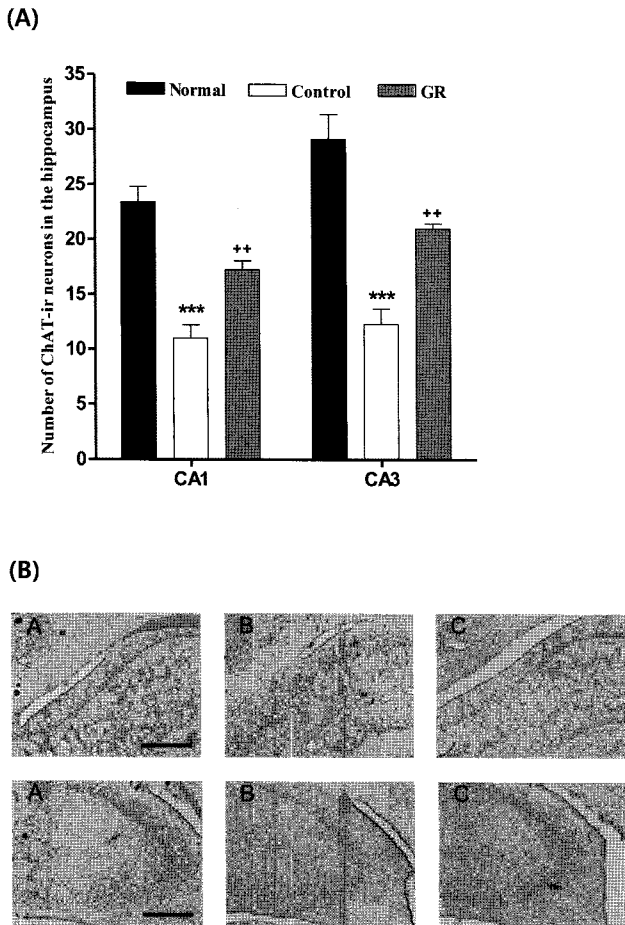 (A)
Number of ChAT-ir neurons in the hippocampus
35
30
25
20
15
10
5
0
Normal Control GR
***
++
***
++
CA1 CA3
(B)
A B C
A B C